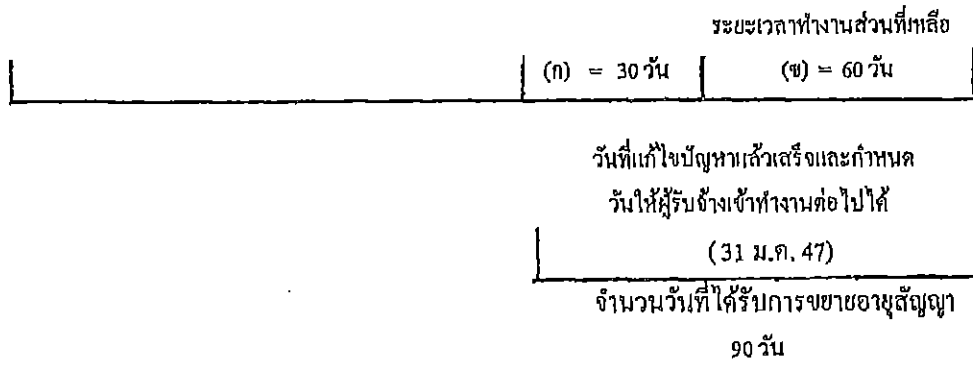 ระยะเวลาทำงานส่วนที่เหลือ
(ก) = 30 วัน (ข) = 60 วัน
วันที่แก้ไขปัญหาแล้วเสร็จและกำหนด
วันให้ผู้รับจ้างเข้าทำงานต่อไปได้
(31 ม.ค. 47)
จำนวนวันที่ได้รับการขยายอายุสัญญา
90 วัน